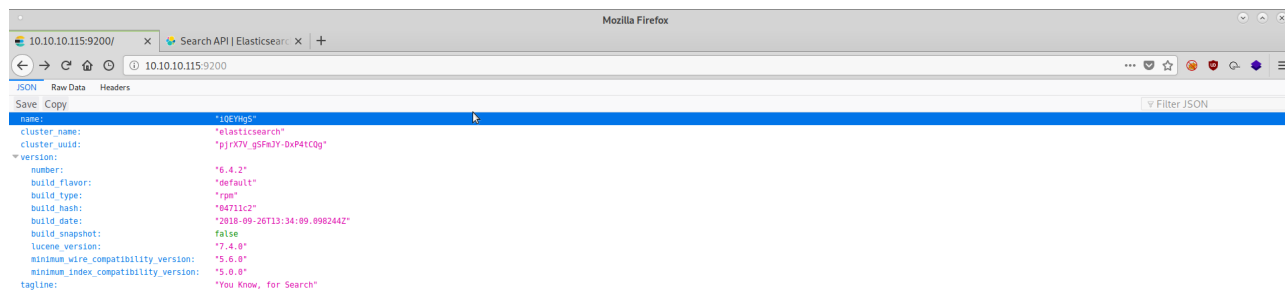 Mozilla Firefox
10.10.10.115:9200/ Search API | Elasticsearc
10.10.10.115:9200
JSON Raw Data Headers
Save Copy Filter JSON
name: "iQEYHgS"
cluster_name: "elasticsearch"
cluster_uuid: "pjrX7V_gSFmJY-DxP4tCQg"
version:
number: "6.4.2"
build_flavor: "default"
build_type: "rpm"
build_hash: "04711c2"
build_date: "2018-09-26T13:34:09.098244Z"
build_snapshot: false
lucene_version: "7.4.0"
minimum_wire_compatibility_version: "5.6.0"
minimum_index_compatibility_version: "5.0.0"
tagline: "You Know, for Search"